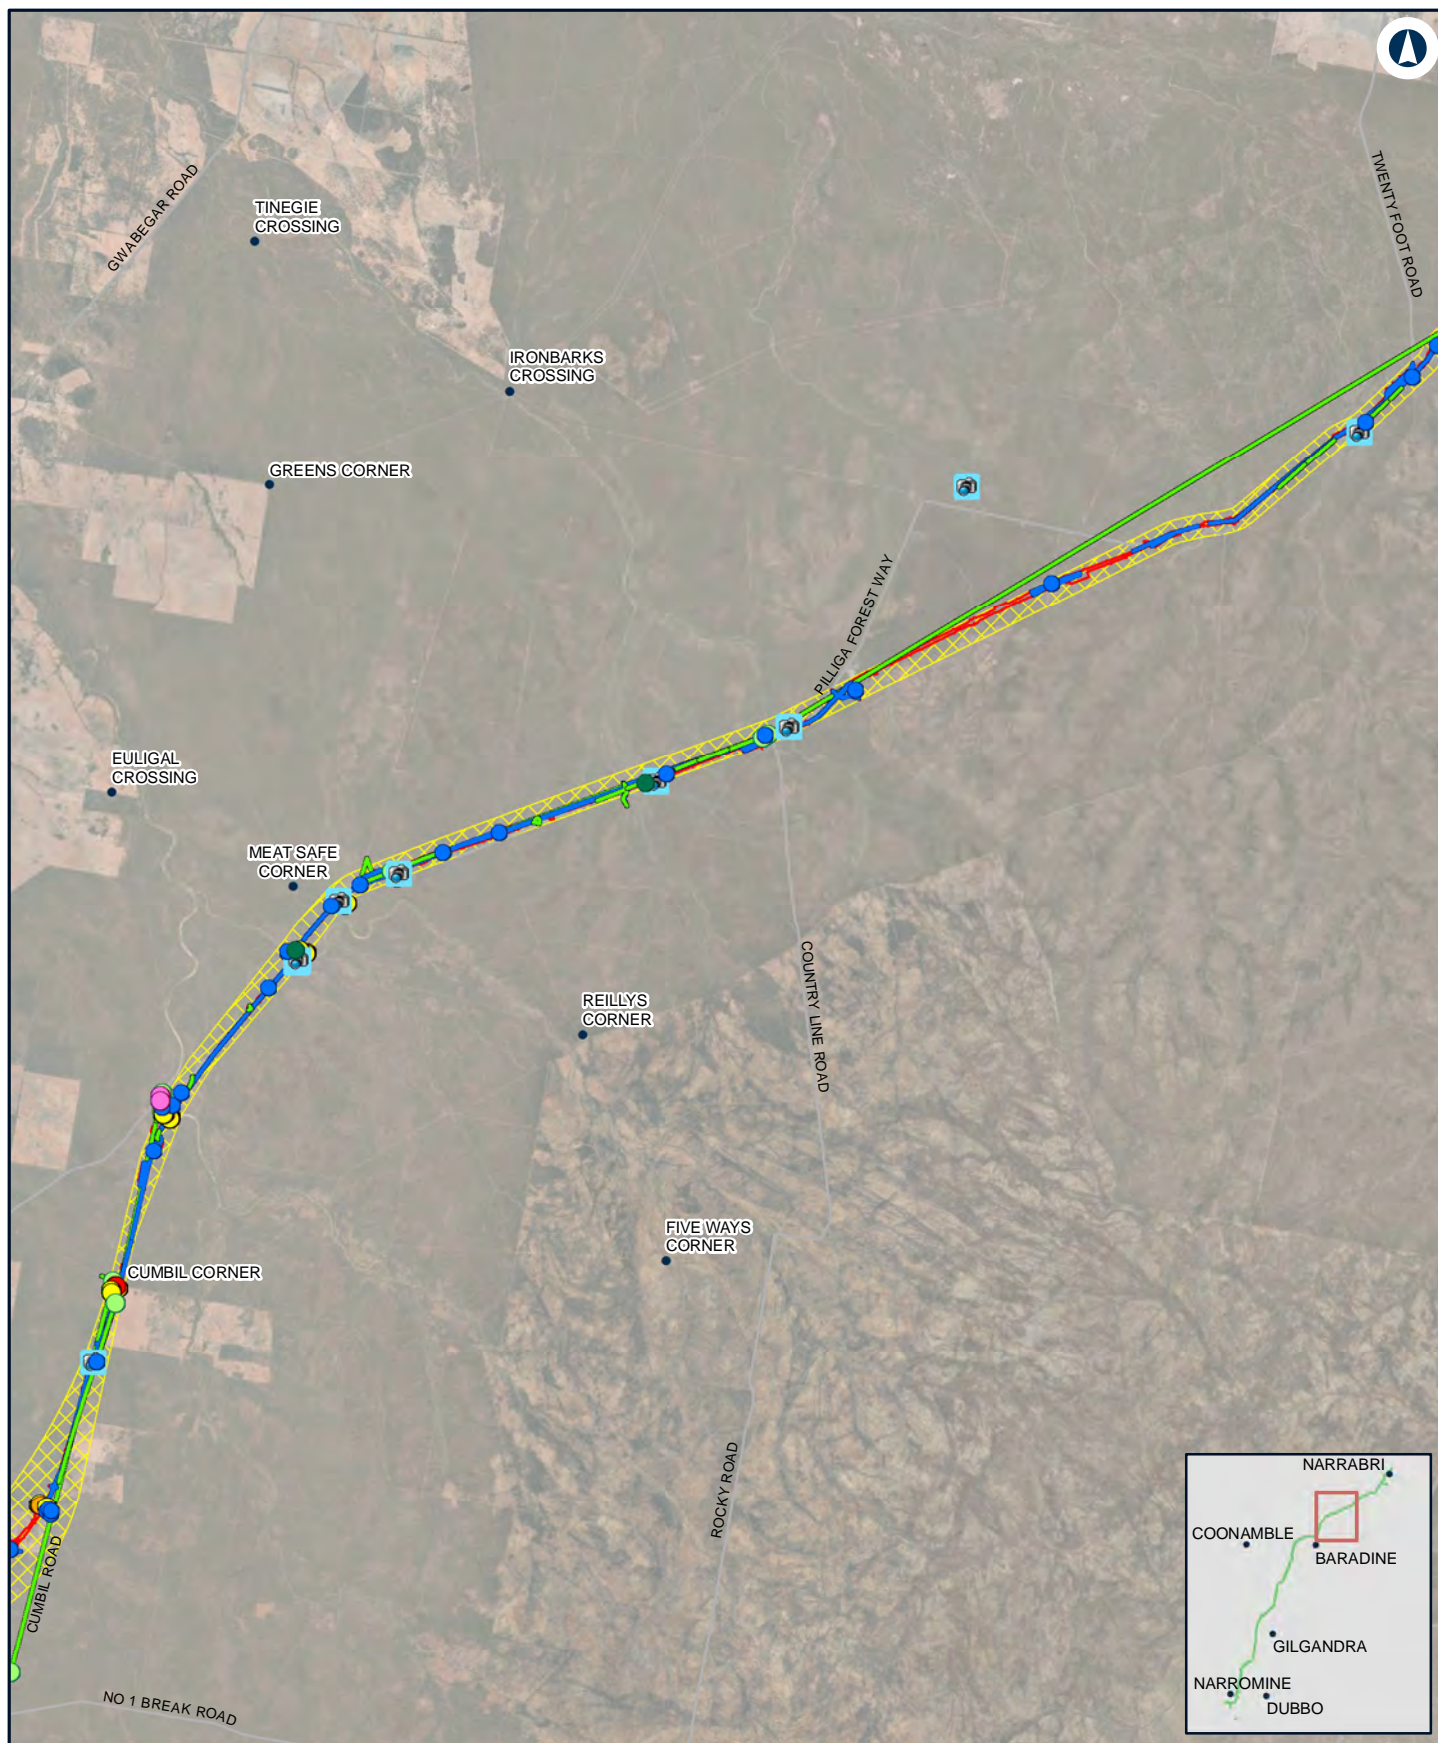 TWENTY FOOT ROAD
GWABEGAR ROAD
TINEGIE
CROSSING
IRONBARKS
CROSSING
GREENS CORNER
PILLIGA FOREST WAY
EULIGAL
CROSSING
MEAT SAFE
CORNER
COUNTRY LINE ROAD
REILLYS
CORNER
FIVE WAYS
CORNER
CUMBIL CORNER
ROCKY ROAD
CUMBIL ROAD
NO 1 BREAK ROAD
NARRABRI
COONAMBLE
BARADINE
GILGANDRA
NARROMINE
DUBBO